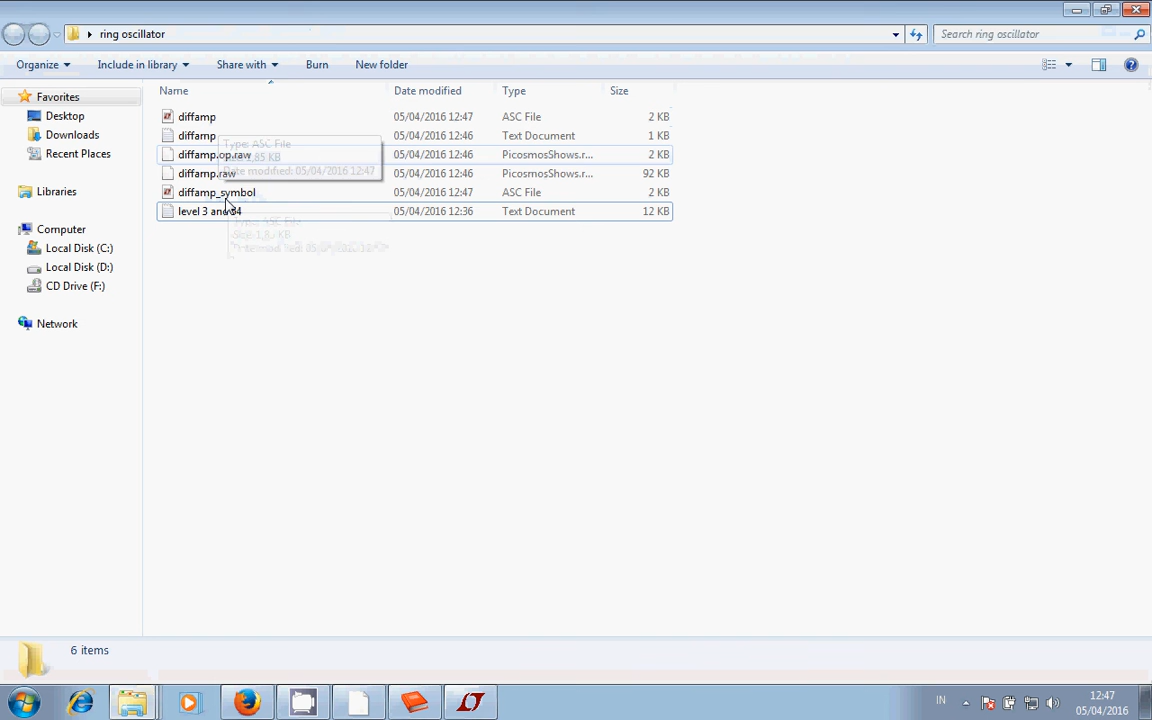 ring oscillator
Search ring oscillator
Organize Include in library Share with Burn New folder
Name Date modified Type Size
diffamp 05/04/2016 12:47 ASC File 2 KB
diffamp 05/04/2016 12:46 Text Document 1 KB
Type: ASC File
diffamp.op.raw 05/04/2016 12:46 PicosmosShows.r... 2 KB
1,85 KB
Date modified: 05/04/2016 12:47
diffamp.raw 05/04/2016 12:46 PicosmosShows.r... 92 KB
diffamp_symbol 05/04/2016 12:47 ASC File 2 KB
level 3 and 54 05/04/2016 12:36 Text Document 12 KB
Favorites
Desktop
Downloads
Recent Places
Libraries
Computer
Local Disk (C:)
Local Disk (D:)
CD Drive (F:)
Network
6 items
IN
12:47
05/04/2016